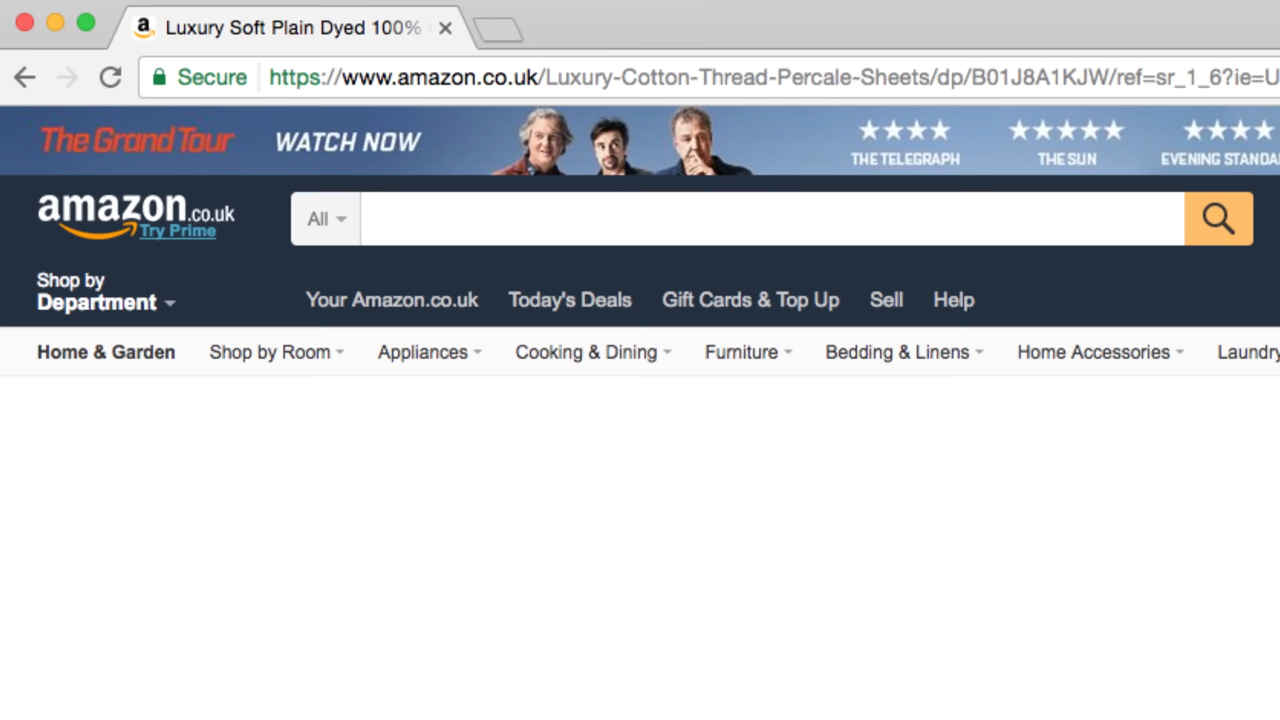 Luxury Soft Plain Dyed 100%
Secure https://www.amazon.co.uk/Luxury-Cotton-Thread-Percale-Sheets/dp/B01J8A1KJW/ref=sr_1_6?ie=U
The Grand Tour WATCH NOW ★★★★ ★★★★★ ★★★★
THE TELEGRAPH THE SUN EVENING STANDA
amazon.co.uk
Try Prime
All
Shop by
Department Your Amazon.co.uk Today's Deals Gift Cards & Top Up Sell Help
Home & Garden Shop by Room Appliances Cooking & Dining Furniture Bedding & Linens Home Accessories Laundry